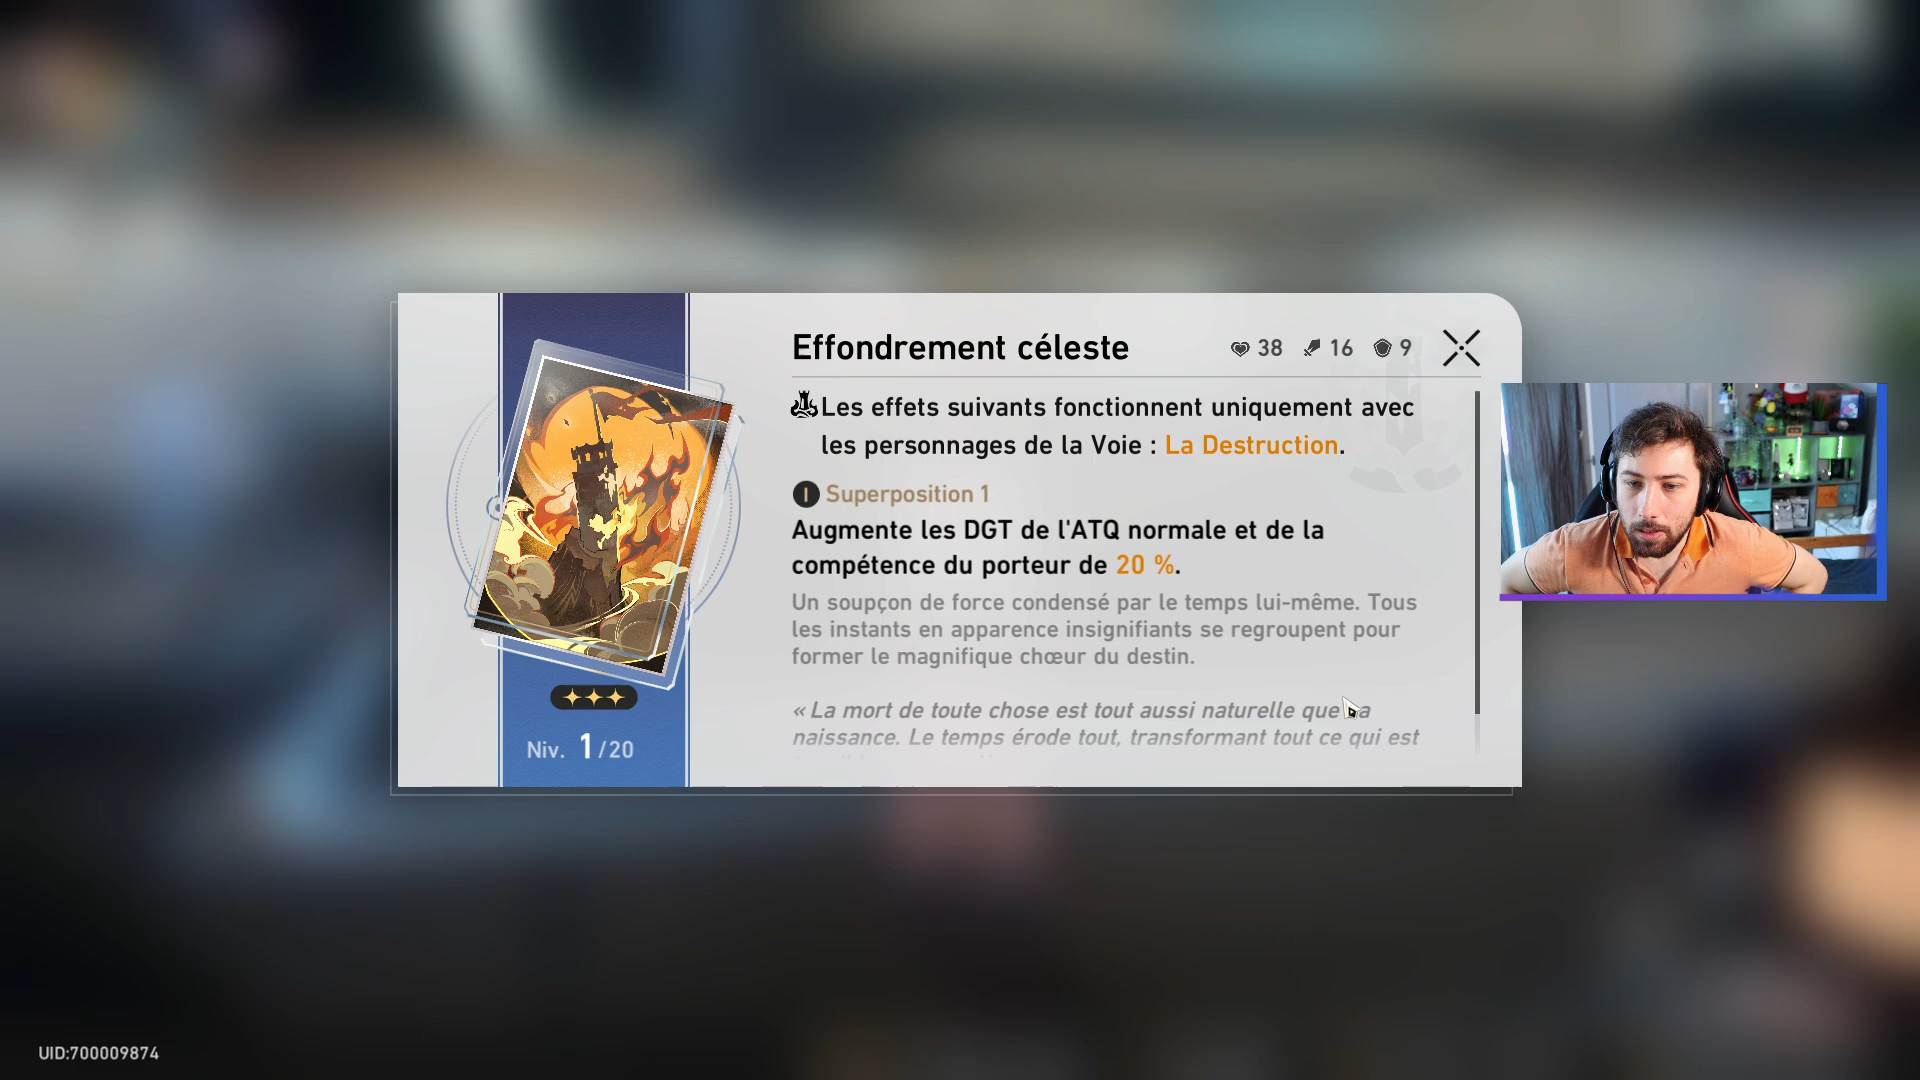 Effondrement céleste
38 16 9
Les effets suivants fonctionnent uniquement avec
les personnages de la Voie : La Destruction.
I Superposition 1
Augmente les DGT de l'ATQ normale et de la
compétence du porteur de 20 %.
Un soupçon de force condensé par le temps lui-même. Tous
les instants en apparence insignifiants se regroupent pour
former le magnifique chœur du destin.
« La mort de toute chose est tout aussi naturelle que
naissance. Le temps érode tout, transformant tout ce qui est
Niv. 1/20
UID:700009874